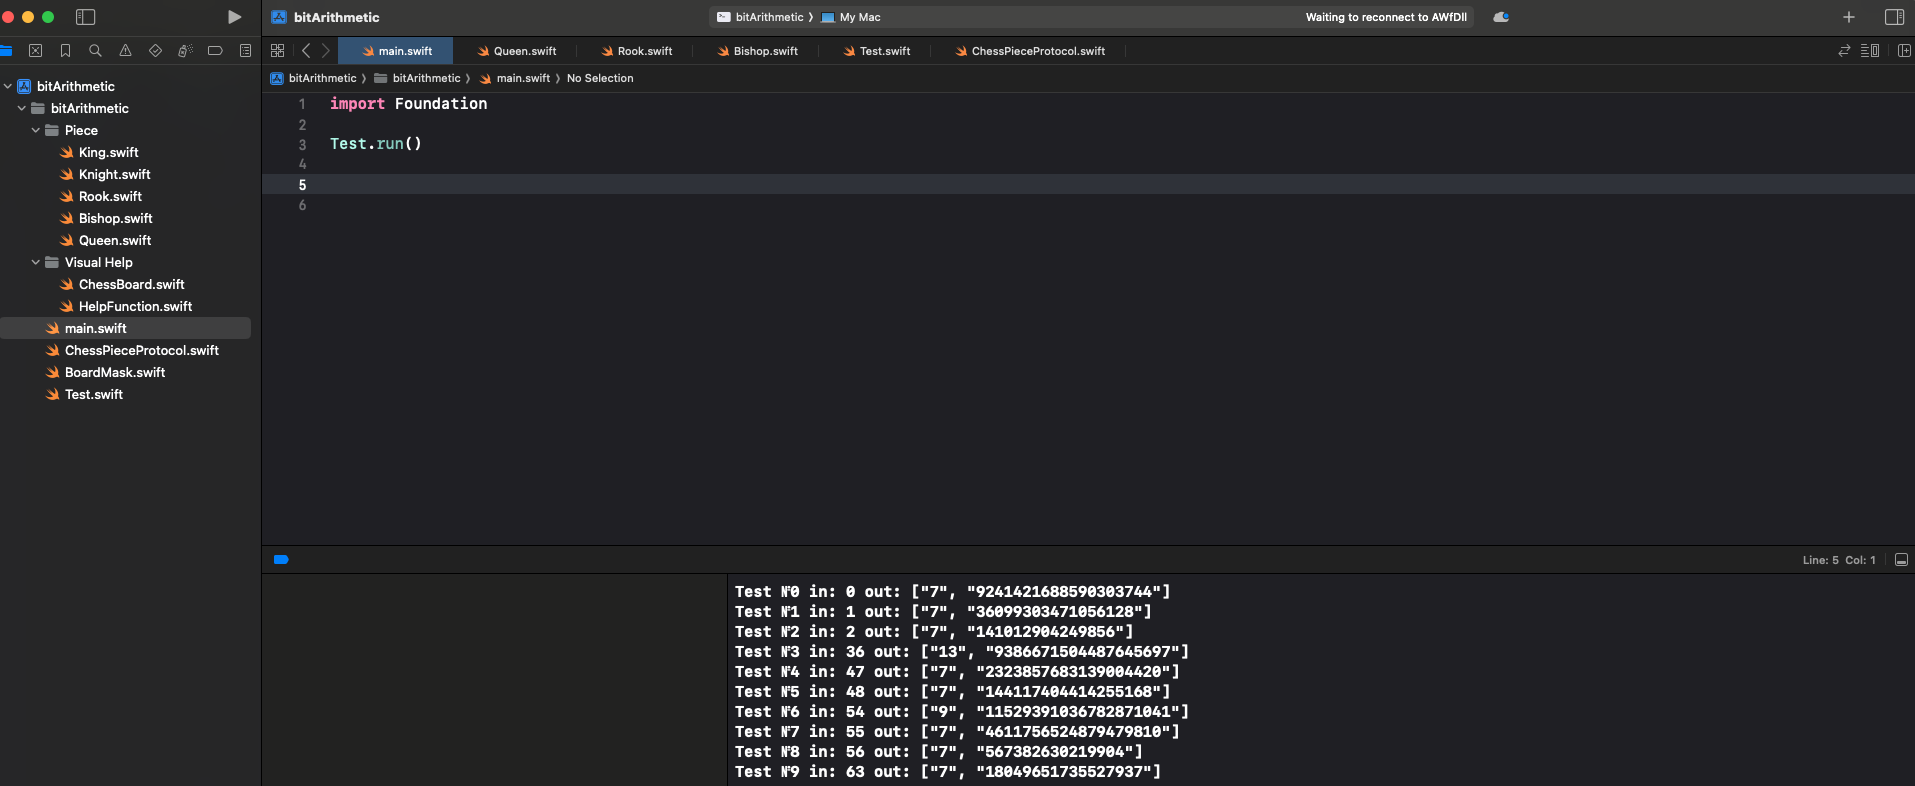 bitArithmetic
bitArithmetic ❯ My Mac
Waiting to reconnect to AWfDll
main.swift
Queen.swift
Rook.swift
Bishop.swift
Test.swift
ChessPieceProtocol.swift
bitArithmetic ❯ bitArithmetic ❯ main.swift ❯ No Selection
bitArithmetic
bitArithmetic
Piece
King.swift
Knight.swift
Rook.swift
Bishop.swift
Queen.swift
Visual Help
ChessBoard.swift
HelpFunction.swift
main.swift
ChessPieceProtocol.swift
BoardMask.swift
Test.swift
1 import Foundation
2
3 Test.run()
4
5
6
Line: 5 Col: 1
Test №0 in: 0 out: ["7", "9241421688590303744"]
Test №1 in: 1 out: ["7", "36099303471056128"]
Test №2 in: 2 out: ["7", "141012904249856"]
Test №3 in: 36 out: ["13", "9386671504487645697"]
Test №4 in: 47 out: ["7", "2323857683139004420"]
Test №5 in: 48 out: ["7", "144117404414255168"]
Test №6 in: 54 out: ["9", "11529391036782871041"]
Test №7 in: 55 out: ["7", "4611756524879479810"]
Test №8 in: 56 out: ["7", "567382630219904"]
Test №9 in: 63 out: ["7", "18049651735527937"]